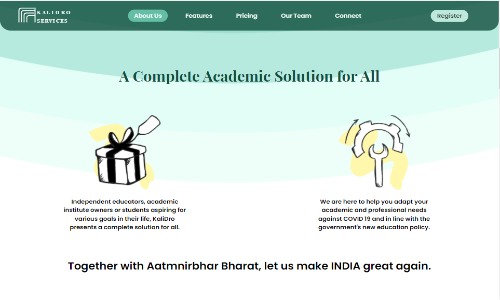 KALIDRO
SERVICES
About Us Features Pricing Our Team Connect Register
A Complete Academic Solution for All
Independent educators, academic
institute owners or students aspiring for
various goals in their life, KaliDro
presents a complete solution for all.
We are here to help you adapt your
academic and professional needs
against COVID 19 and in line with the
government's new education policy.
Together with Aatmnirbhar Bharat, let us make INDIA great again.